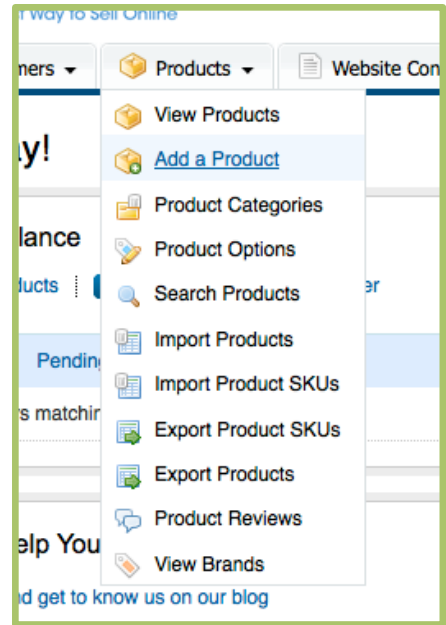 Way to Sell Online
mers Products Website Con
View Products
ay!
Add a Product
Product Categories
lance
Product Options
ducts er
Search Products
Import Products
Pending
Import Product SKUs
s matchin
Export Product SKUs
Export Products
Product Reviews
elp You
View Brands
nd get to know us on our blog